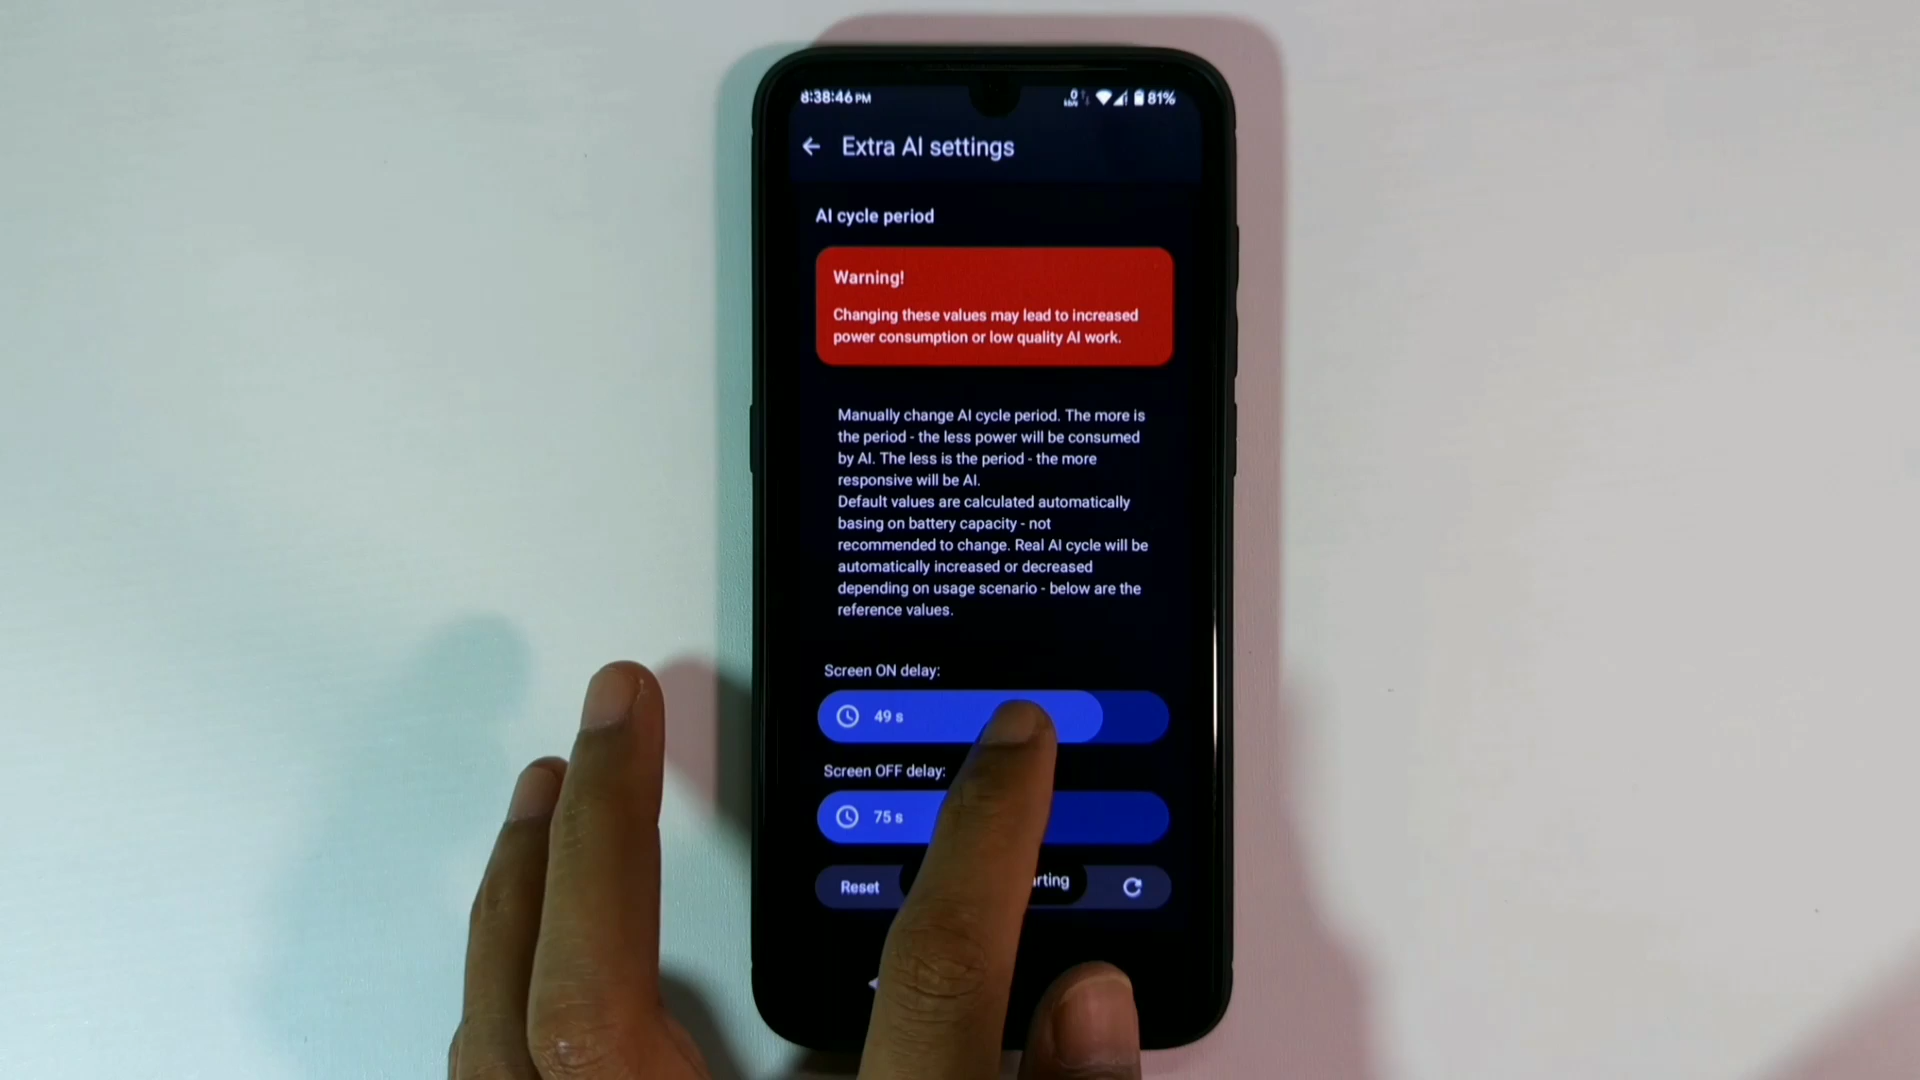 8:38:46 PM 0 81%
Extra AI settings
AI cycle period
Warning!
Changing these values may lead to increased
power consumption or low quality AI work.
Manually change AI cycle period. The more is
the period - the less power will be consumed
by AI. The less is the period - the more
responsive will be AI.
Default values are calculated automatically
basing on battery capacity - not
recommended to change. Real AI cycle will be
automatically increased or decreased
depending on usage scenario - below are the
reference values.
Screen ON delay:
49 s
Screen OFF delay:
75 s
Reset